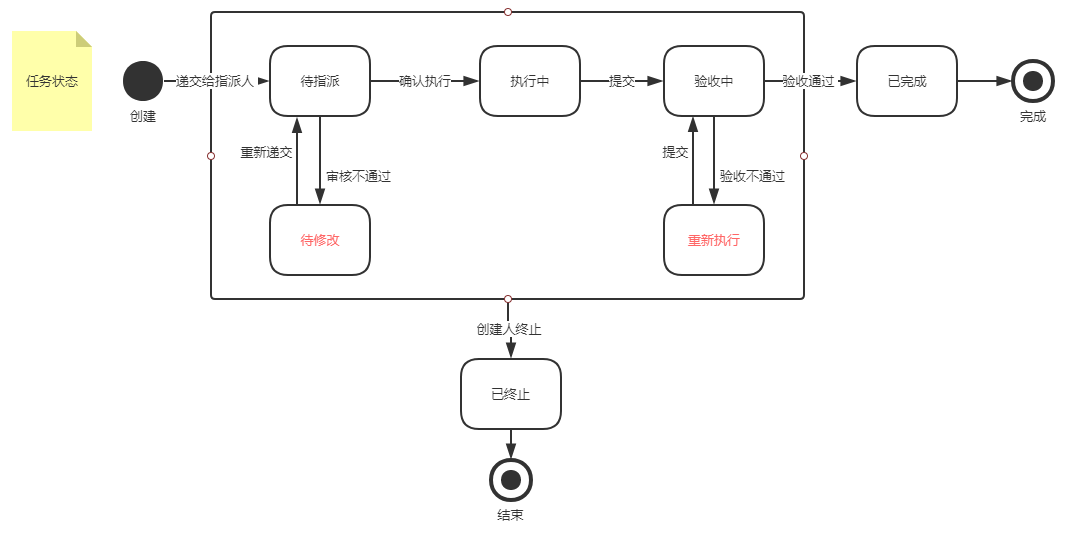 任务状态
创建
递交给指派人
待指派
确认执行
执行中
提交
验收中
验收通过
已完成
完成
重新递交
审核不通过
提交
验收不通过
待修改
重新执行
创建人终止
已终止
结束